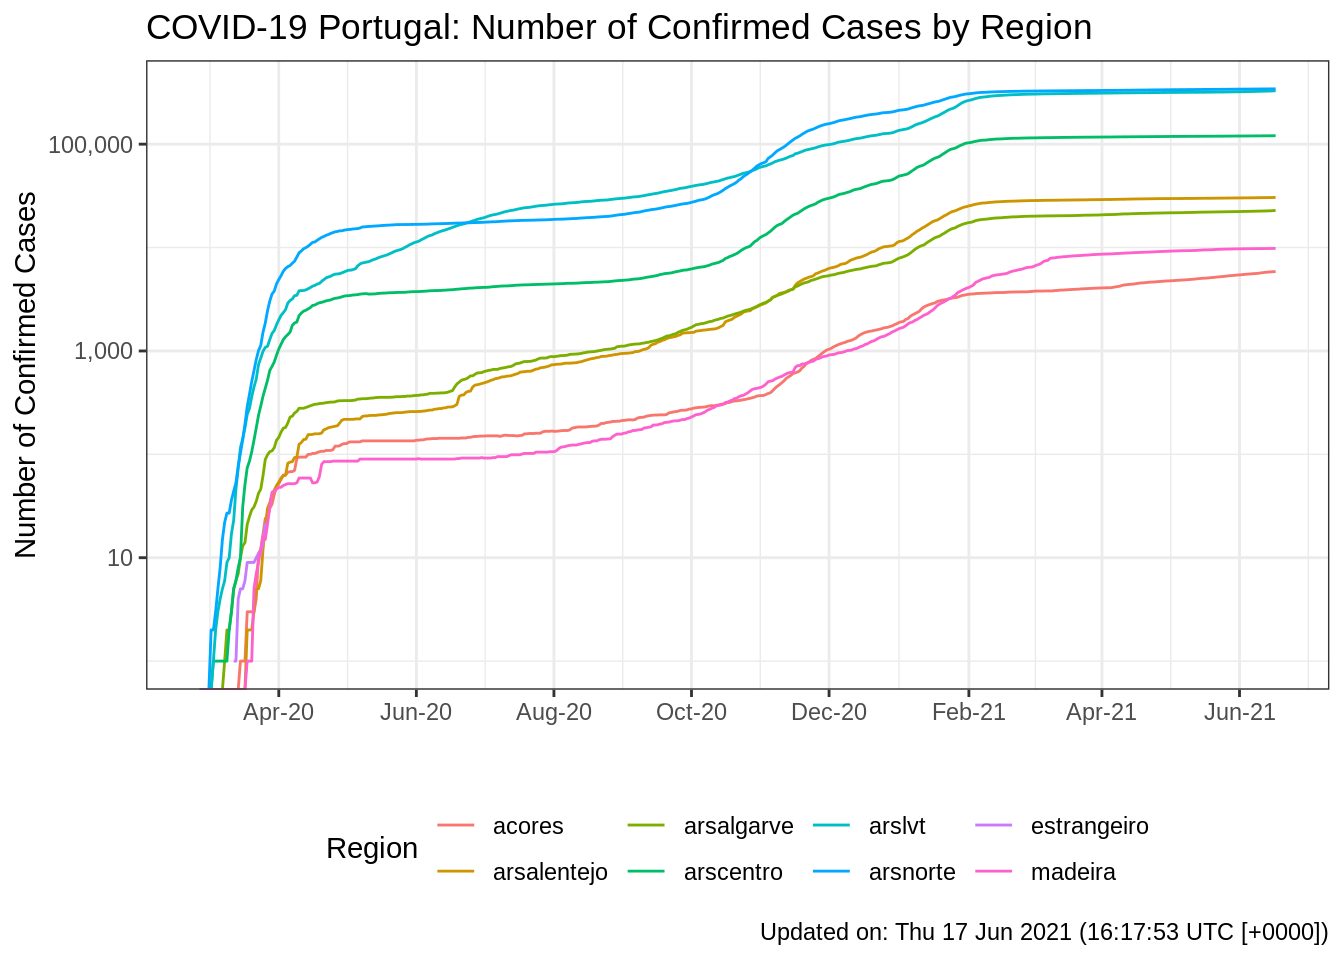 COVID-19 Portugal: Number of Confirmed Cases by Region
Number of Confirmed Cases
100,000
1,000
10
Apr-20 Jun-20 Aug-20 Oct-20 Dec-20 Feb-21 Apr-21 Jun-21
Region
acores arsalgarve arslvt estrangeiro
arsalentejo arscentro arsnorte madeira
Updated on: Thu 17 Jun 2021 (16:17:53 UTC [+0000])